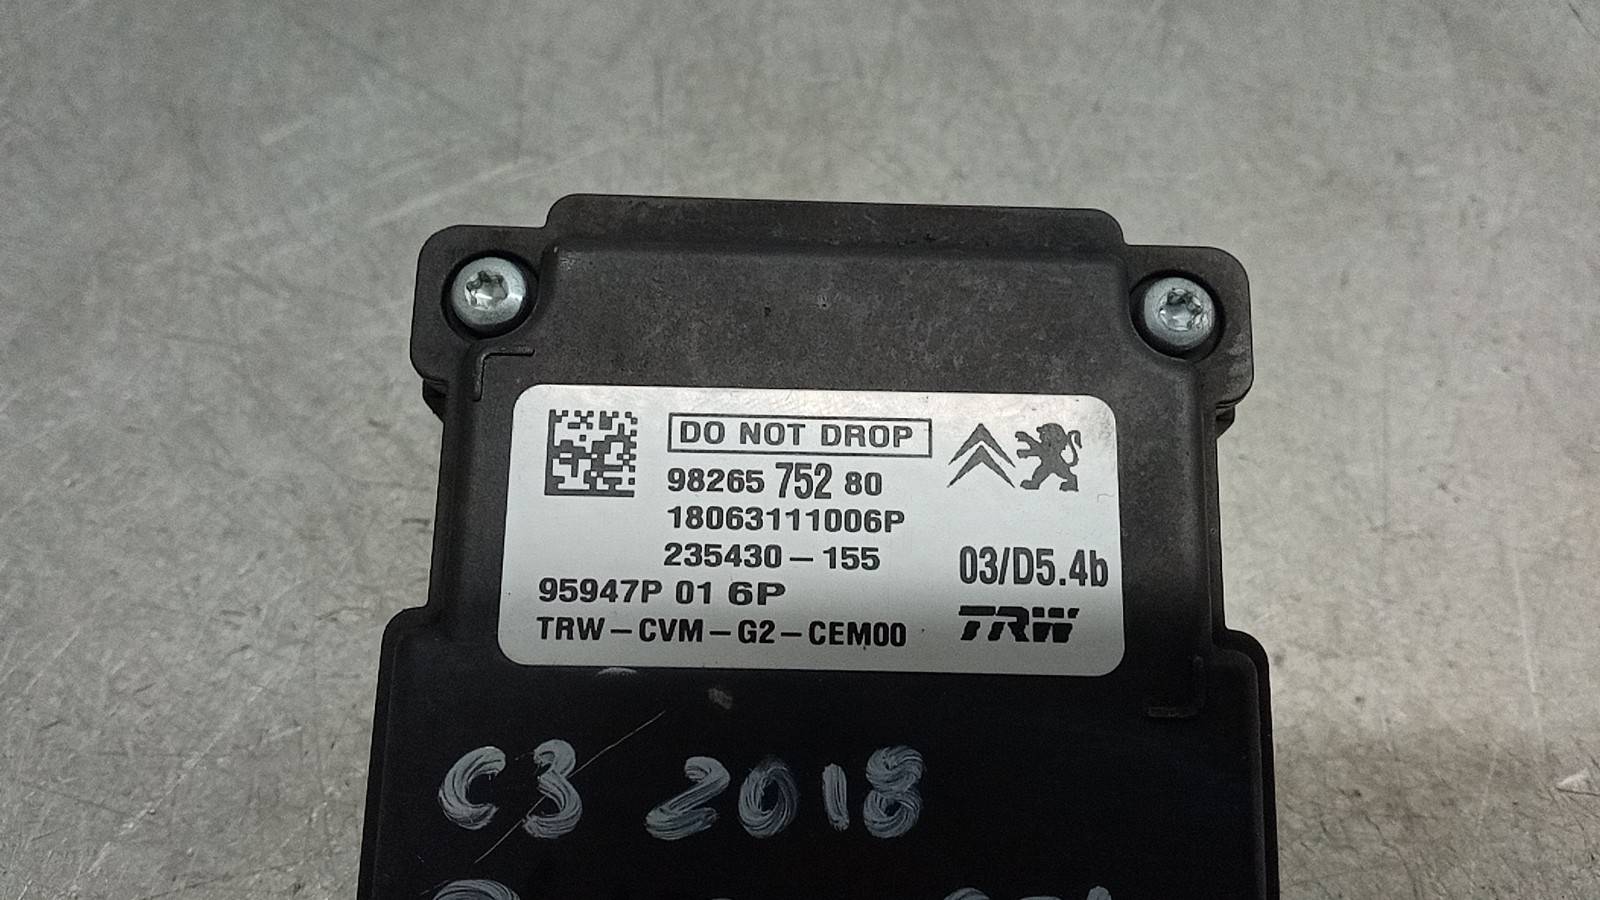 DO NOT DROP
98265 752 80
18063111006P
235430-155
03/D5.4b
95947P 01 6P
TRW-CVM-G2-CEM00
TRW
C3 2018